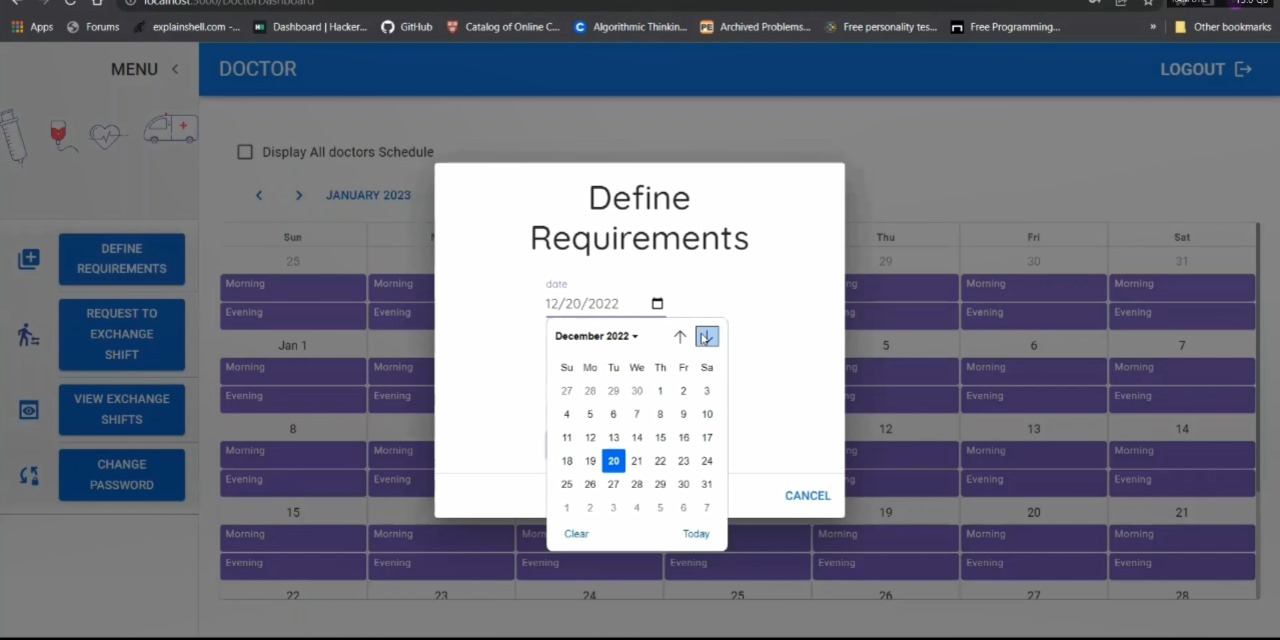 localhost:3000/DoctorDashboard
Apps Forums explainshell.com -... Dashboard | Hacker... GitHub Catalog of Online C... Algorithmic Thinkin... Archived Problems... Free personality tes... Free Programming... » Other bookmarks
MENU DOCTOR LOGOUT
Display All doctors Schedule
JANUARY 2023
DEFINE
REQUIREMENTS
REQUEST TO
EXCHANGE
SHIFT
VIEW EXCHANGE
SHIFTS
CHANGE
PASSWORD
Define
Requirements
date
12/20/2022
December 2022
Su Mo Tu We Th Fr Sa
27 28 29 30 1 2 3
4 5 6 7 8 9 10
11 12 13 14 15 16 17
18 19 20 21 22 23 24
25 26 27 28 29 30 31
1 2 3 4 5 6 7
Clear Today
CANCEL
Sun Thu Fri Sat
25 29 30 31
Morning Morning Morning Morning
Evening Evening Evening Evening
Jan 1 5 6 7
Morning Morning Morning Morning
Evening Evening Evening Evening
8 12 13 14
Morning Morning Morning Morning
Evening Evening Evening Evening
15 19 20 21
Morning Morning Morning Morning Morning
Evening Evening Evening Evening Evening Evening Evening
22 23 24 25 26 27 28